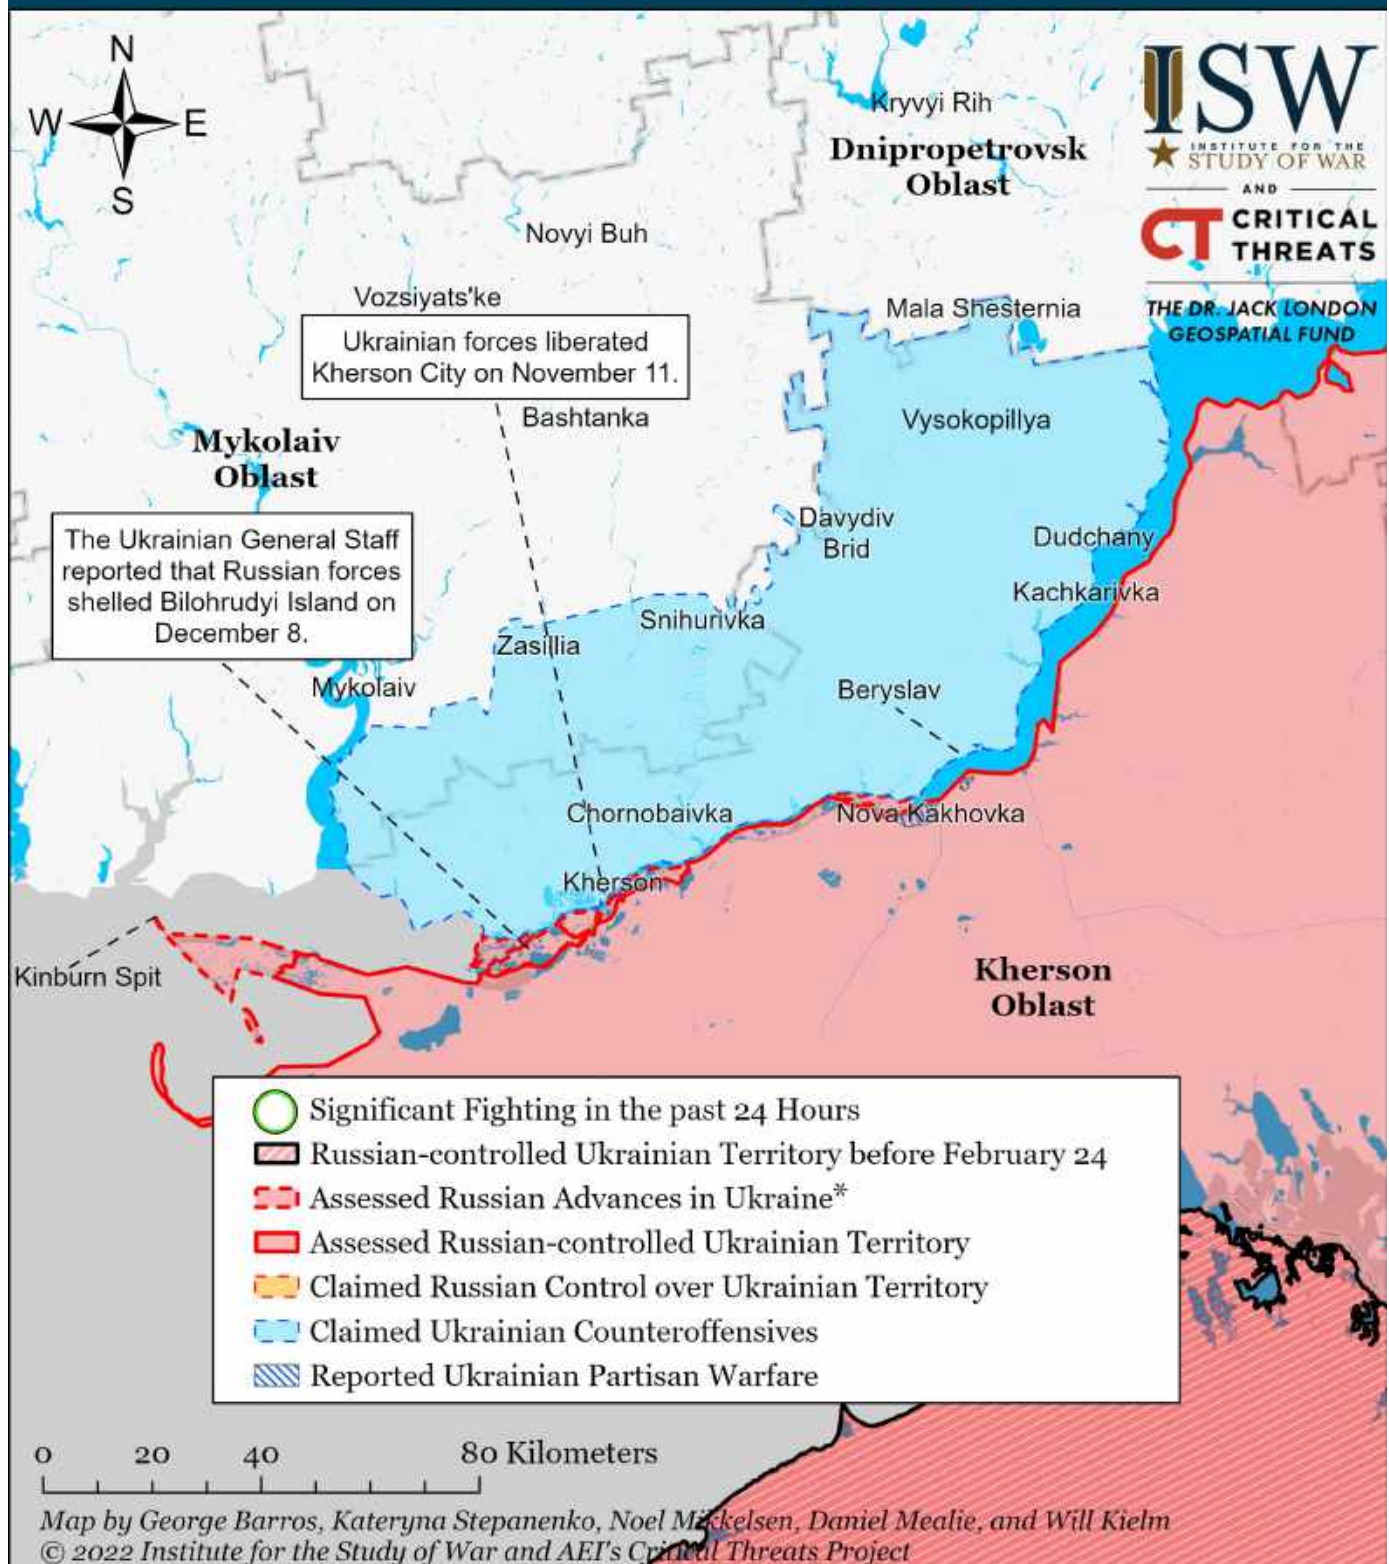 N
W E
S
ISW
INSTITUTE FOR THE
STUDY OF WAR
AND
CT CRITICAL
THREATS
THE DR. JACK LONDON
GEOSPATIAL FUND
Kryvyi Rih
Dnipropetrovsk
Oblast
Novyi Buh
Vozsiyats'ke
Mala Shesternia
Ukrainian forces liberated
Kherson City on November 11.
Bashtanka
Vysokopillya
Mykolaiv
Oblast
The Ukrainian General Staff
reported that Russian forces
shelled Bilohrudyi Island on
December 8.
Davydiv
Brid
Dudchany
Kachkarivka
Snihurivka
Zasillia
Mykolaiv
Beryslav
Chornobaivka
Nova Kakhovka
Kherson
Kinburn Spit
Kherson
Oblast
Significant Fighting in the past 24 Hours
Russian-controlled Ukrainian Territory before February 24
Assessed Russian Advances in Ukraine*
Assessed Russian-controlled Ukrainian Territory
Claimed Russian Control over Ukrainian Territory
Claimed Ukrainian Counteroffensives
Reported Ukrainian Partisan Warfare
0 20 40 80 Kilometers
Map by George Barros, Kateryna Stepanenko, Noel Mikkelsen, Daniel Mealie, and Will Kielm
© 2022 Institute for the Study of War and AEI's Critical Threats Project